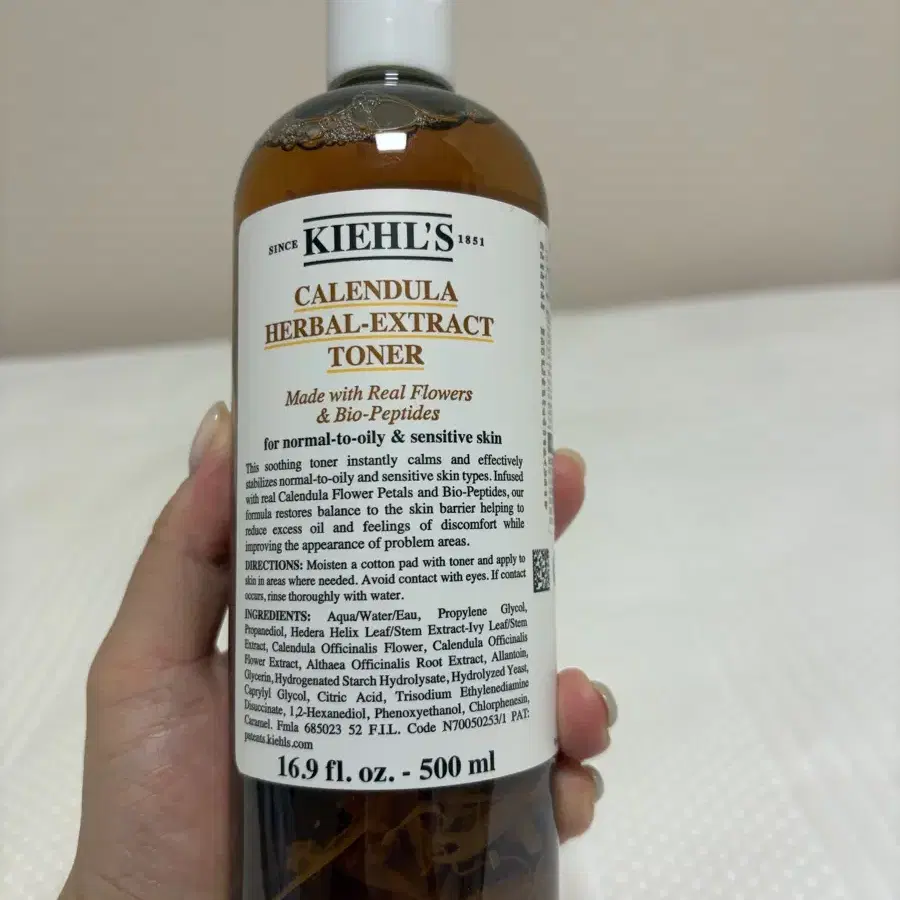 SINCE KIEHL'S 1851
CALENDULA
HERBAL-EXTRACT
TONER
Made with Real Flowers
& Bio-Peptides
for normal-to-oily & sensitive skin
This soothing toner instantly calms and effectively
stabilizes normal-to-oily and sensitive skin types. Infused
with real Calendula Flower Petals and Bio-Peptides, our
formula restores balance to the skin barrier helping to
reduce excess oil and feelings of discomfort while
improving the appearance of problem areas.
DIRECTIONS: Moisten a cotton pad with toner and apply to
skin in areas where needed. Avoid contact with eyes. If contact
occurs, rinse thoroughly with water.
INGREDIENTS: Aqua/Water/Eau, Propylene Glycol,
Propanediol, Hedera Helix Leaf/Stem Extract-Ivy Leaf/Stem
Extract, Calendula Officinalis Flower, Calendula Officinalis
Flower Extract, Althaea Officinalis Root Extract, Allantoin,
Glycerin, Hydrogenated Starch Hydrolysate, Hydrolyzed Yeast,
Caprylyl Glycol, Citric Acid, Trisodium Ethylenediamine
Disuccinate, 1,2-Hexanediol, Phenoxyethanol, Chlorphenesin,
Caramel. Fmla 685023 52 F.I.L. Code N70050253/1 PAT:
patents.kiehls.com
16.9 fl. oz. - 500 ml